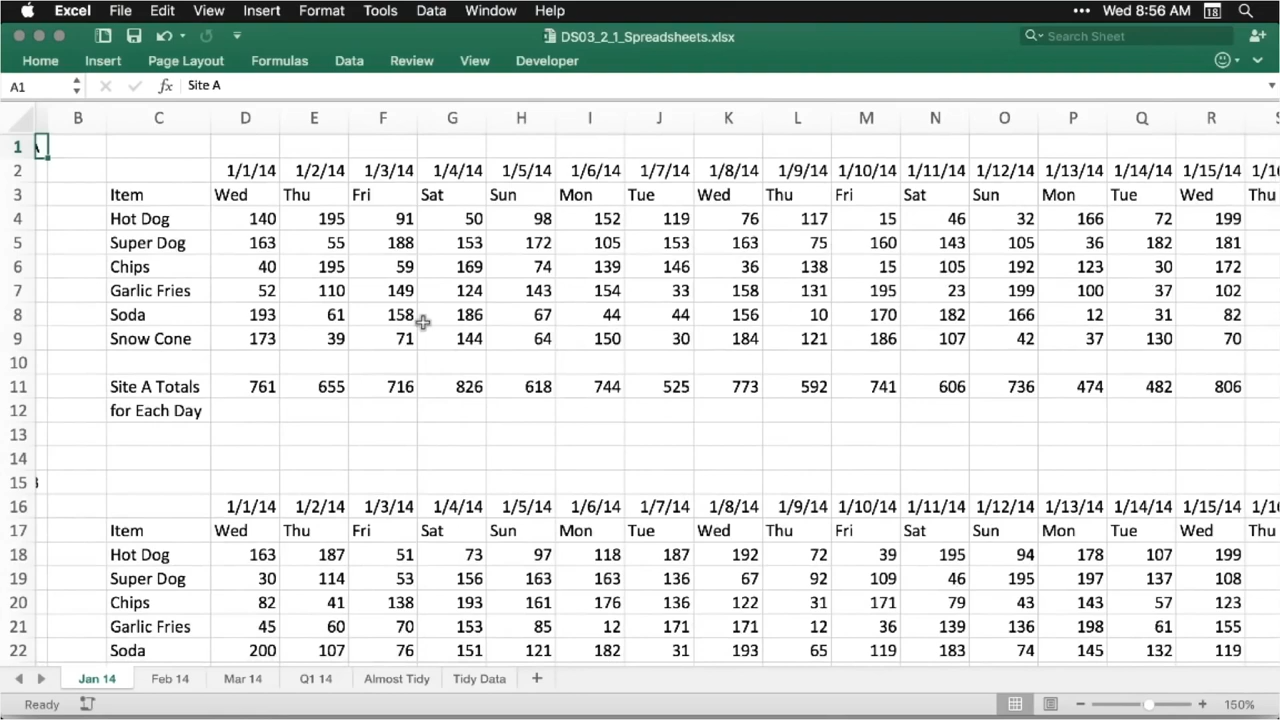 Excel File Edit View Insert Format Tools Data Window Help ••• Wed 8:56 AM 18
DS03_2_1_Spreadsheets.xlsx Search Sheet
Home Insert Page Layout Formulas Data Review View Developer
A1 fx Site A
B C D E F G H I J K L M N O P Q R
1
2 1/1/14 1/2/14 1/3/14 1/4/14 1/5/14 1/6/14 1/7/14 1/8/14 1/9/14 1/10/14 1/11/14 1/12/14 1/13/14 1/14/14 1/15/14
3 Item Wed Thu Fri Sat Sun Mon Tue Wed Thu Fri Sat Sun Mon Tue Wed Thu
4 Hot Dog 140 195 91 50 98 152 119 76 117 15 46 32 166 72 199
5 Super Dog 163 55 188 153 172 105 153 163 75 160 143 105 36 182 181
6 Chips 40 195 59 169 74 139 146 36 138 15 105 192 123 30 172
7 Garlic Fries 52 110 149 124 143 154 33 158 131 195 23 199 100 37 102
8 Soda 193 61 158 186 67 44 44 156 10 170 182 166 12 31 82
9 Snow Cone 173 39 71 144 64 150 30 184 121 186 107 42 37 130 70
10
11 Site A Totals 761 655 716 826 618 744 525 773 592 741 606 736 474 482 806
12 for Each Day
13
14
15
16 1/1/14 1/2/14 1/3/14 1/4/14 1/5/14 1/6/14 1/7/14 1/8/14 1/9/14 1/10/14 1/11/14 1/12/14 1/13/14 1/14/14 1/15/14
17 Item Wed Thu Fri Sat Sun Mon Tue Wed Thu Fri Sat Sun Mon Tue Wed Thu
18 Hot Dog 163 187 51 73 97 118 187 192 72 39 195 94 178 107 199
19 Super Dog 30 114 53 156 163 163 136 67 92 109 46 195 197 137 108
20 Chips 82 41 138 193 161 176 136 122 31 171 79 43 143 57 123
21 Garlic Fries 45 60 70 153 85 12 171 171 12 36 139 136 198 61 155
22 Soda 200 107 76 151 121 182 31 193 65 119 183 74 145 132 119
Jan 14 Feb 14 Mar 14 Q1 14 Almost Tidy Tidy Data +
Ready 150%